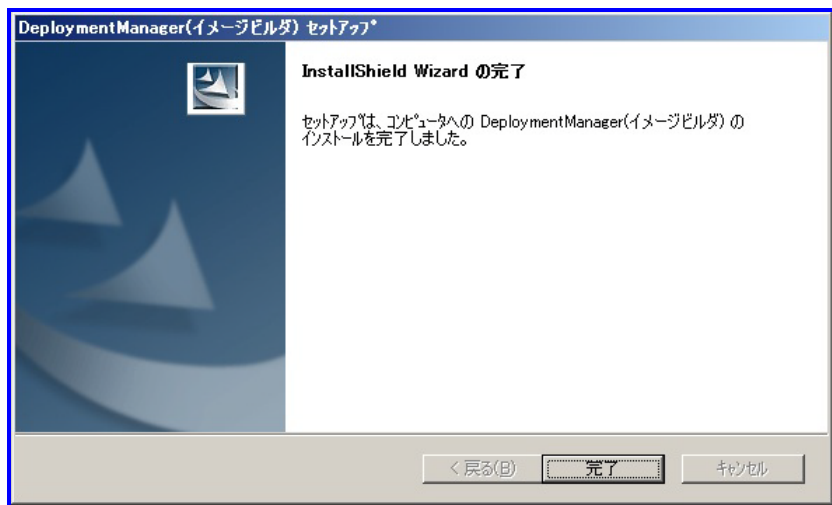 DeploymentManager(イメージビルダ) ｾｯﾄｱｯﾌﾟ
InstallShield Wizard の完了
ｾｯﾄｱｯﾌﾟは、ｺﾝﾋﾟｭｰﾀへの DeploymentManager(イメージビルダ) の
ｲﾝｽﾄｰﾙを完了しました。
< 戻る(B)
完了
ｷｬﾝｾﾙ